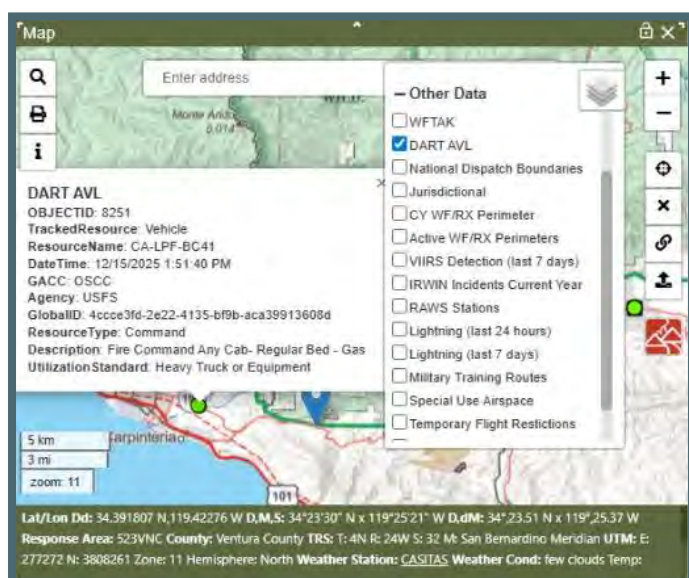 Map
Enter address
Monte Arido
6,014
5 km
3 mi
zoom: 11
Carpinteria
101
DART AVL
OBJECTID: 8251
TrackedResource: Vehicle
ResourceName: CA-LPF-BC41
DateTime: 12/15/2025 1:51:40 PM
GACC: OSCC
Agency: USFS
GlobalID: 4ccce3fd-2e22-4135-bf9b-aca39913608d
ResourceType: Command
Description: Fire Command Any Cab- Regular Bed - Gas
UtilizationStandard: Heavy Truck or Equipment
Other Data
WFTAK
DART AVL
National Dispatch Boundaries
Jurisdictional
CY WF/RX Perimeter
Active WF/RX Perimeters
VIIRS Detection (last 7 days)
IRWIN Incidents Current Year
RAWS Stations
Lightning (last 24 hours)
Lightning (last 7 days)
Military Training Routes
Special Use Airspace
Temporary Flight Restictions
Lat/Lon Dd: 34.391807 N,119.42276 W D,M,S: 34°23'30" N x 119°25'21" W D,dM: 34°,23.51 N x 119°,25.37 W
Response Area: 523VNC County: Ventura County TRS: T: 4N R: 24W S: 32 M: San Bernardino Meridian UTM: E:
277272 N: 3808261 Zone: 11 Hemisphere: North Weather Station: CASITAS Weather Cond: few clouds Temp: